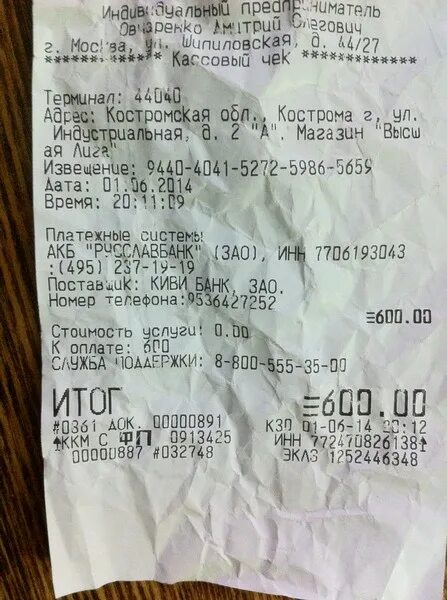 Индивидуальный предприниматель
Овчаренко Дмитрий Олегович
г. Москва, ул. Шипиловская, д. 44/27
************ Кассовый чек ************
Терминал: 44040
Адрес: Костромская обл., Кострома г, ул.
Индустриальная, д. 2 "А". Магазин "Высш
ая Лига"
Извещение: 9440-4041-5272-5986-5659
Дата: 01.06.2014
Время: 20:11:09
Платежные системы
АКБ "РУССЛАВБАНК" (ЗАО), ИНН 7706193043
:(495) 237-19-19
Поставщик: КИВИ БАНК, ЗАО.
Номер телефона:9536427252
≡600.00
Стоимость услуги: 0.00
К оплате: 600
СЛУЖБА ПОДДЕРЖКИ: 8-800-555-35-00
ИТОГ ≡600.00
#0361 ДОК. 00000891 КЗО 01-06-14 20:12
↑ККМ С ФП 0913425 ИНН 772470826138↑
00000887 #032748 ЭКЛЗ 1252446348